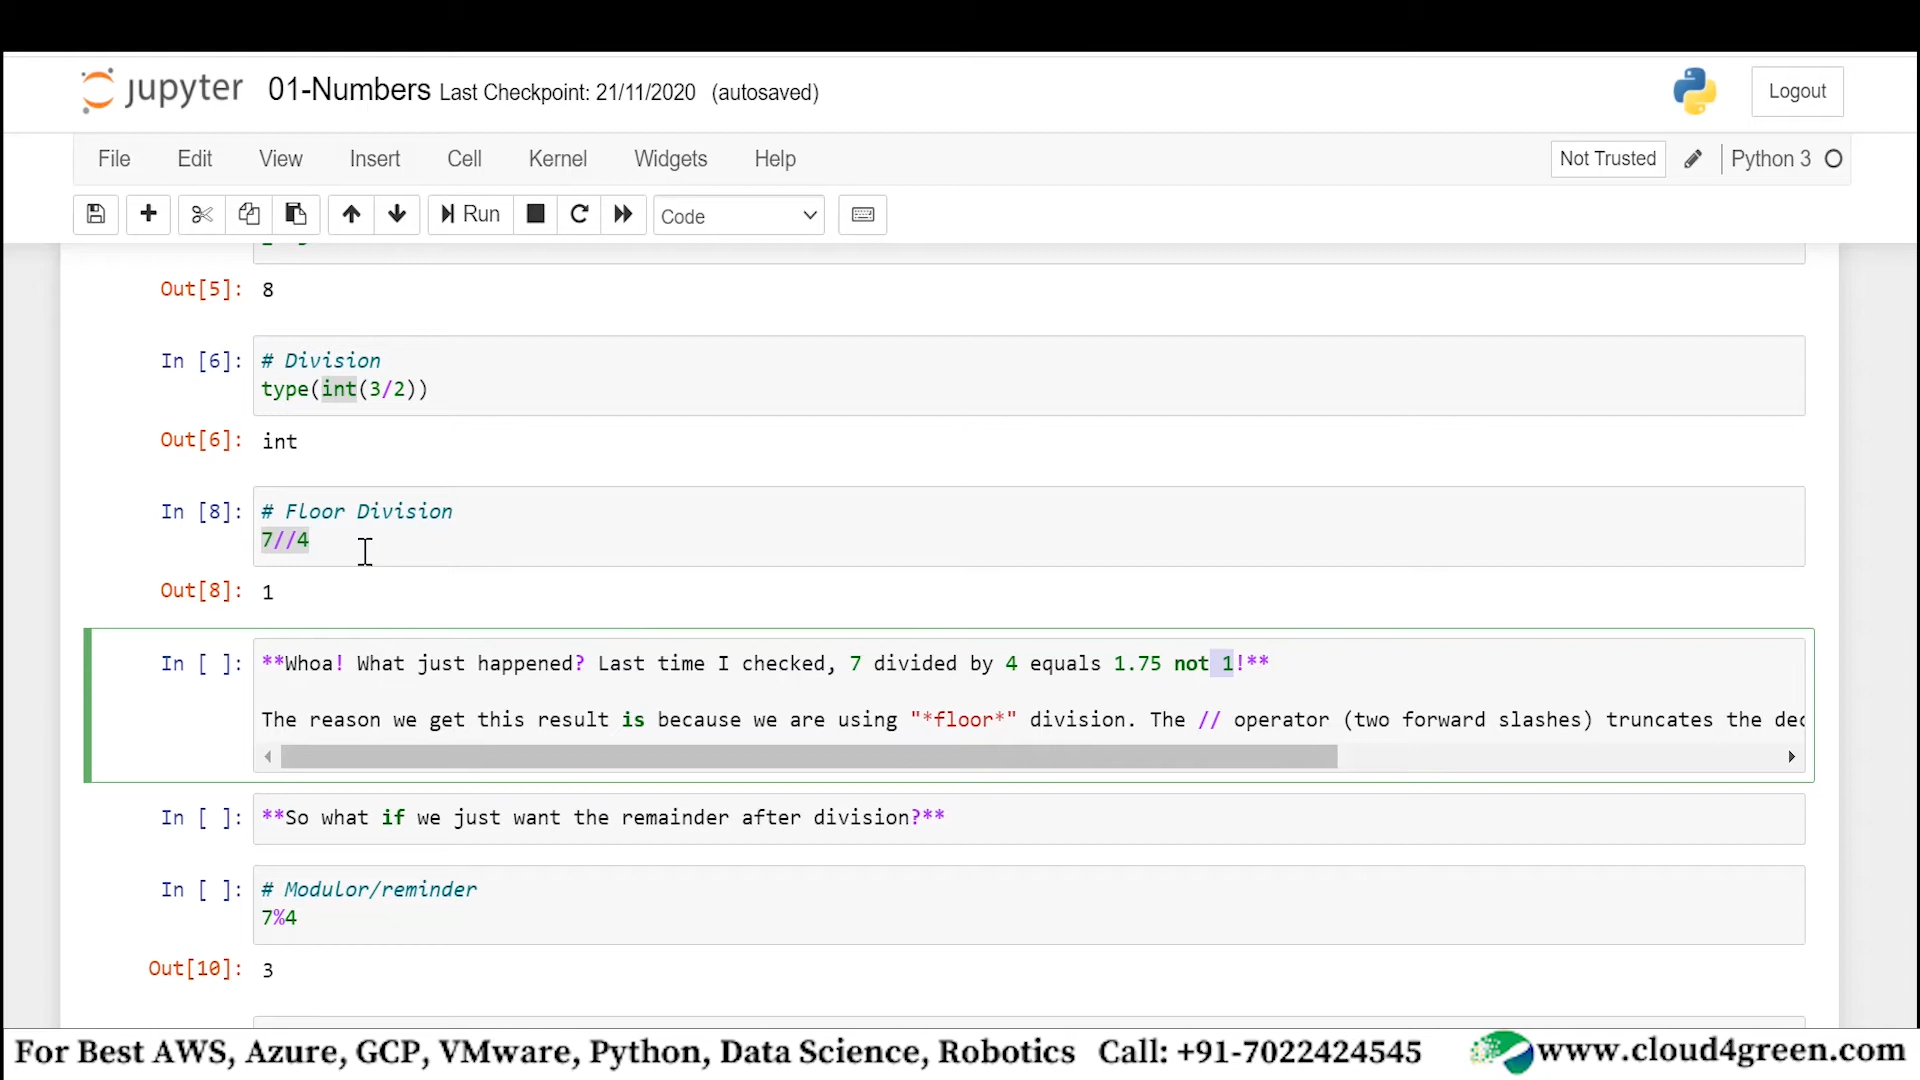 jupyter 01-Numbers Last Checkpoint: 21/11/2020 (autosaved) Logout
File Edit View Insert Cell Kernel Widgets Help Not Trusted Python 3
Run Code
Out[5]: 8
In [6]: # Division
type(int(3/2))
Out[6]: int
In [8]: # Floor Division
7//4
Out[8]: 1
In [ ]: **Whoa! What just happened? Last time I checked, 7 divided by 4 equals 1.75 not 1!**
The reason we get this result is because we are using "*floor*" division. The // operator (two forward slashes) truncates the dec
In [ ]: **So what if we just want the remainder after division?**
In [ ]: # Modulor/reminder
7%4
Out[10]: 3
For Best AWS, Azure, GCP, VMware, Python, Data Science, Robotics Call: +91-7022424545 www.cloud4green.com